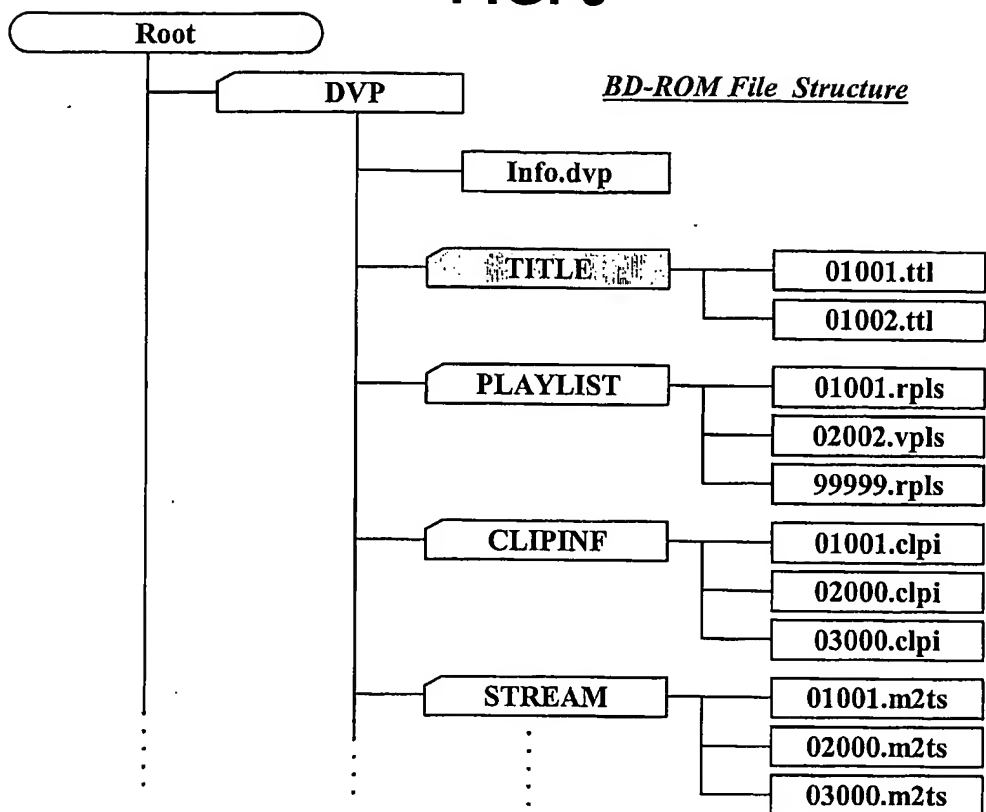 Root
DVP
BD-ROM File Structure
Info.dvp
TITLE
01001.ttl
01002.ttl
PLAYLIST
01001.rpls
02002.vpls
99999.rpls
CLIPINF
01001.clpi
02000.clpi
03000.clpi
STREAM
01001.m2ts
02000.m2ts
03000.m2ts